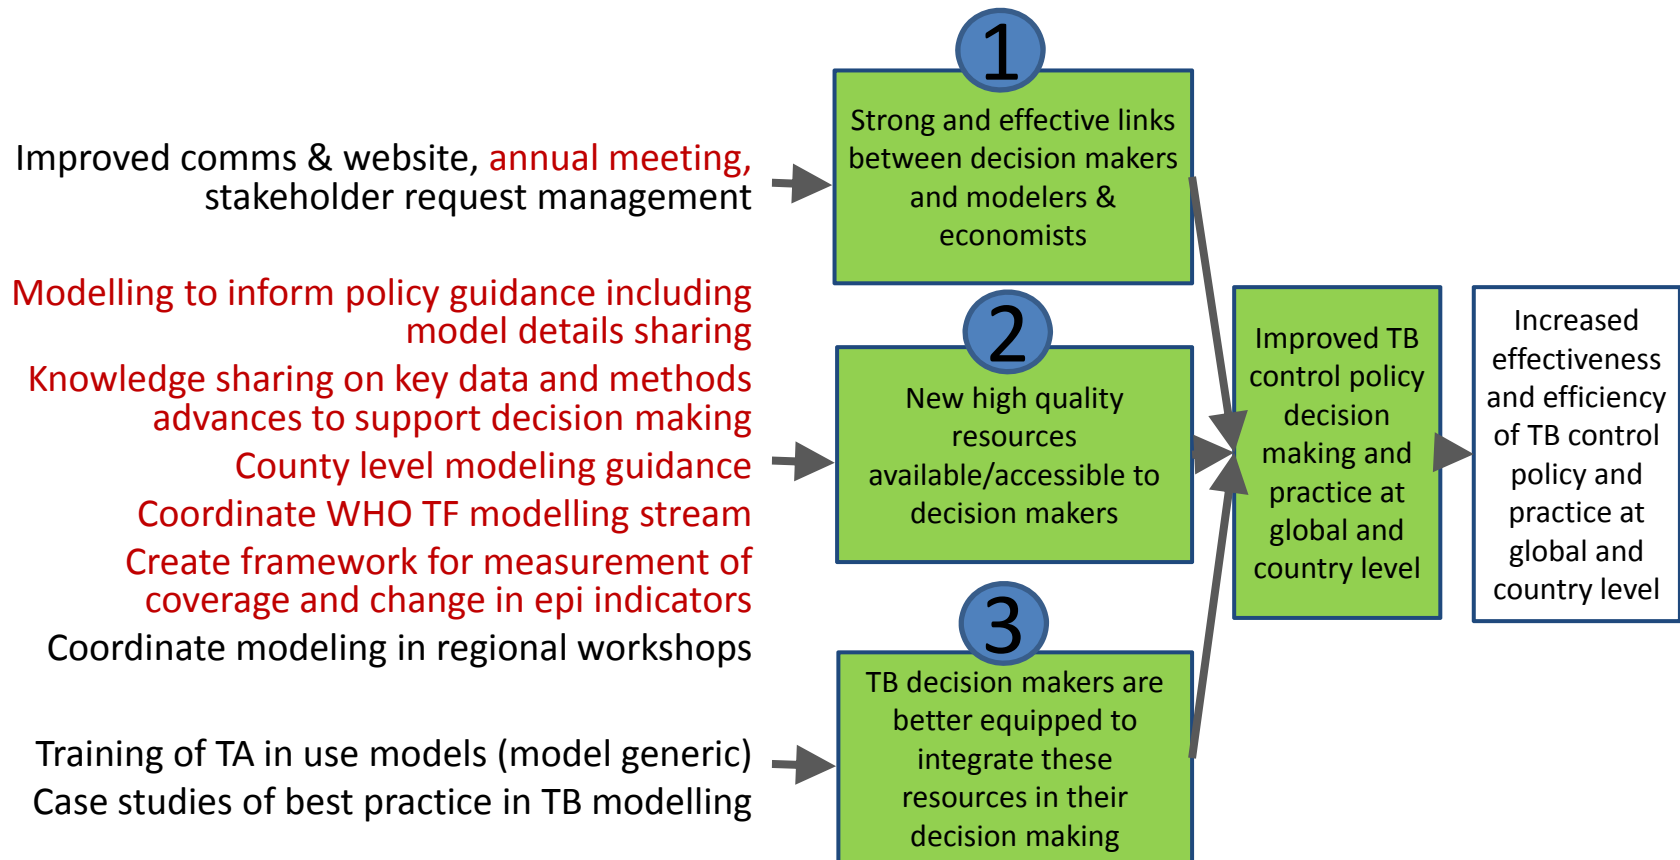 1
Strong and effective links
between decision makers
and modelers &
economists
Improved comms & website, annual meeting,
stakeholder request management
Modelling to inform policy guidance including
model details sharing
Knowledge sharing on key data and methods
advances to support decision making
County level modeling guidance
Coordinate WHO TF modelling stream
Create framework for measurement of
coverage and change in epi indicators
Coordinate modeling in regional workshops
2
New high quality
resources
available/accessible to
decision makers
Training of TA in use models (model generic)
Case studies of best practice in TB modelling
3
TB decision makers are
better equipped to
integrate these
resources in their
decision making
Improved TB
control policy
decision
making and
practice at
global and
country level
Increased
effectiveness
and efficiency
of TB control
policy and
practice at
global and
country level